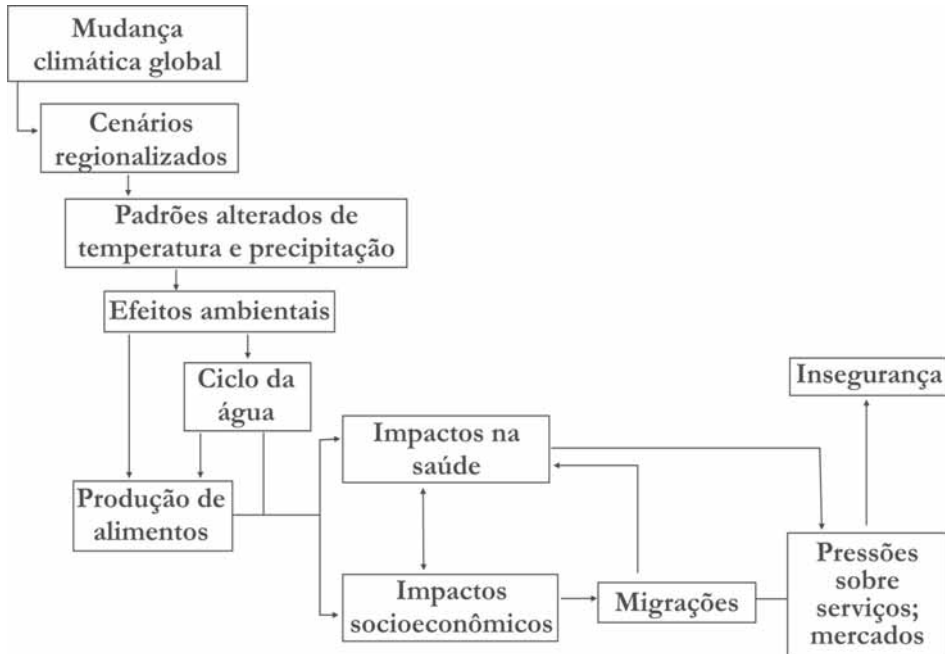 Mudança
climática global
Cenários
regionalizados
Padrões alterados de
temperatura e precipitação
Efeitos ambientais
Ciclo da
água
Insegurança
Impactos na
saúde
Produção de
alimentos
Impactos
socioeconômicos
Migrações
Pressões
sobre
serviços;
mercados